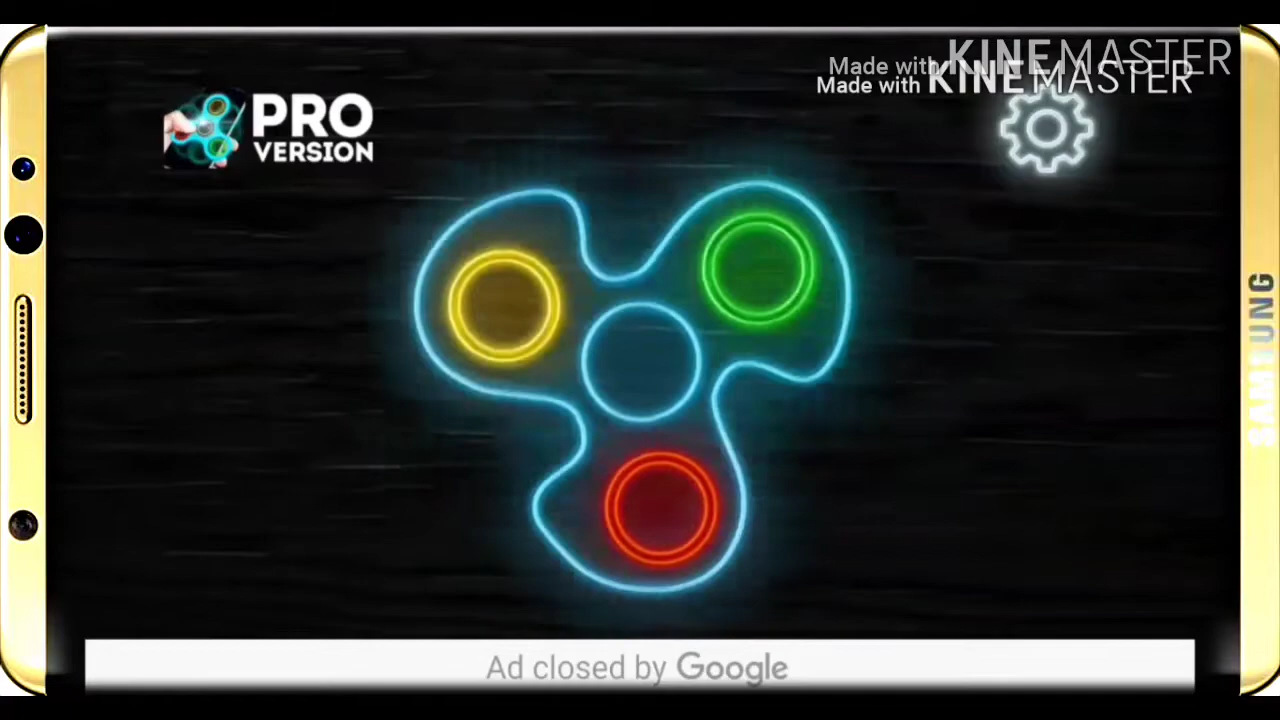 Made with KINEMASTER
Made with KINEMASTER
PRO
VERSION
SAMSUNG
Ad closed by Google